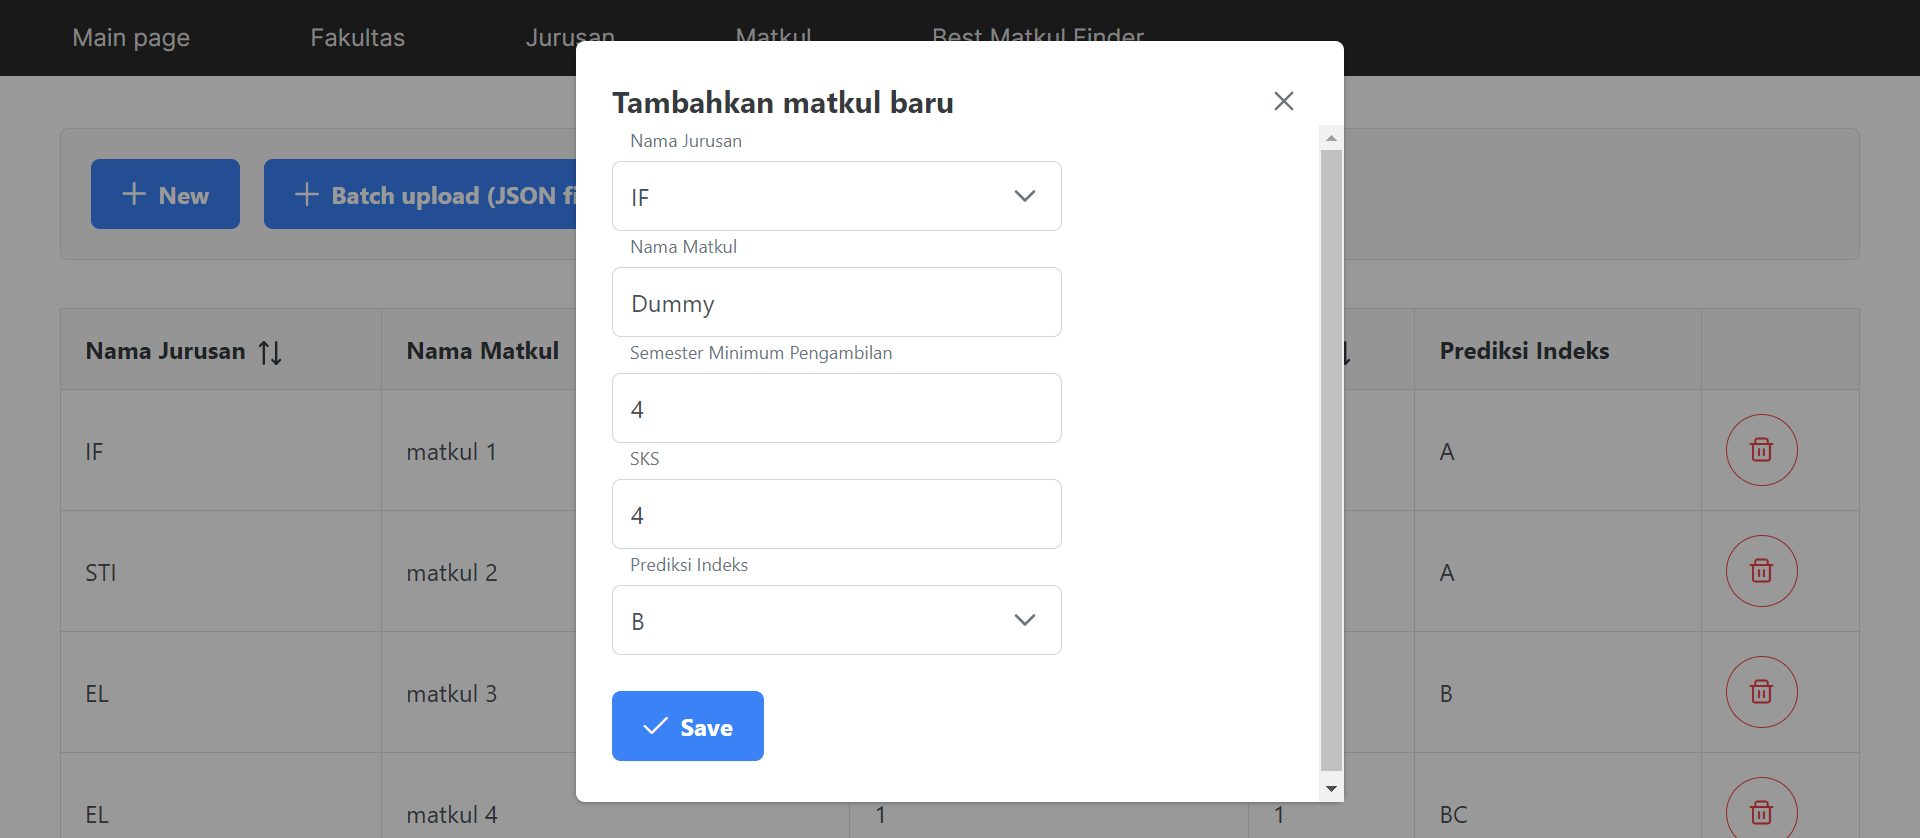 Main page Fakultas Jurusan Matkul Best Matkul Finder
Tambahkan matkul baru
Nama Jurusan
IF
Nama Matkul
Dummy
Semester Minimum Pengambilan
4
SKS
4
Prediksi Indeks
B
Save
New Batch upload (JSON fi
Nama Jurusan Nama Matkul Prediksi Indeks
IF matkul 1 A
STI matkul 2 A
EL matkul 3 B
EL matkul 4 1 1 BC